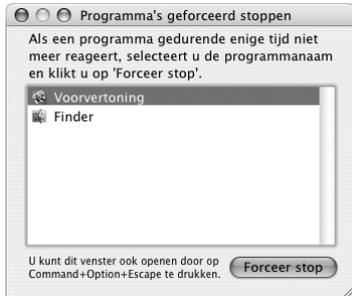 Programma's geforceerd stoppen
Als een programma gedurende enige tijd niet
meer reageert, selecteert u de programmanaam
en klikt u op 'Forceer stop'.
Voorvertoning
Finder
U kunt dit venster ook openen door op
Command+Option+Escape te drukken.
Forceer stop